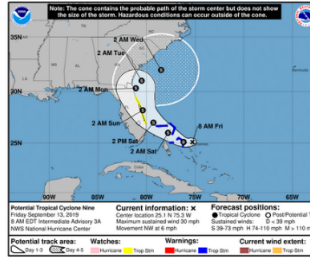 Note: The cone contains the probable path of the storm center but does not show
the size of the storm. Hazardous conditions can occur outside of the cone.
NOAA
35N
2 AM Wed
2 AM Tue
30N
2 AM Mon
2 AM Sun
8 AM Fri
25N
2 PM Sat
2 AM Sat
90W 85W 80W 75W 70W 65W
Potential Tropical Cyclone Nine
Friday September 13, 2019
8 AM EDT Intermediate Advisory 3A
NWS National Hurricane Center
Current information: x
Center location 25.1 N 75.3 W
Maximum sustained wind 30 mph
Movement NW at 6 mph
Forecast positions:
● Tropical Cyclone O Post/Potential T
Sustained winds: D < 39 mph
S 39-73 mph H 74-110 mph M > 110 m
Potential track area:
Day 1-3 Day 4-5
Watches:
Hurricane Trop Stm
Warnings:
Hurricane Trop Stm
Current wind extent:
Hurricane Trop Stm